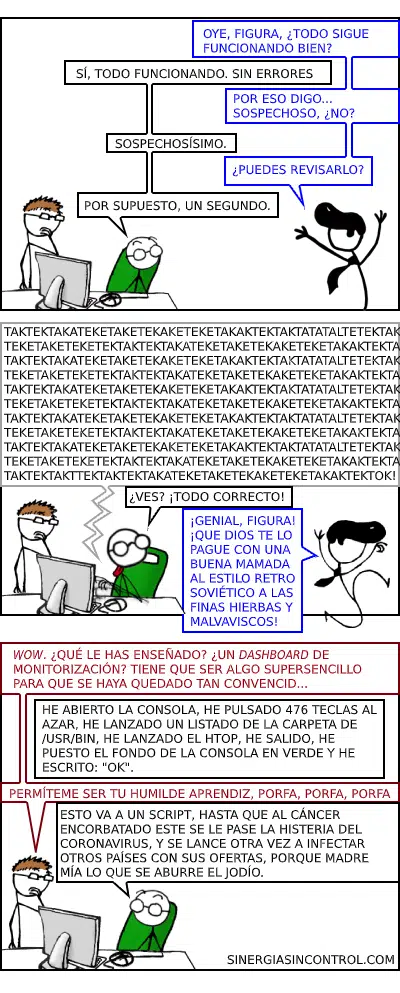 OYE, FIGURA, ¿TODO SIGUE
FUNCIONANDO BIEN?
SÍ, TODO FUNCIONANDO. SIN ERRORES
POR ESO DIGO...
SOSPECHOSO, ¿NO?
SOSPECHOSÍSIMO.
¿PUEDES REVISARLO?
POR SUPUESTO, UN SEGUNDO.
TAKTEKTAKATEKETAKETEKAKETEKETAKAKTEKTAKTATATALTETEKTAK
TEKETAKETEKETEKTAKTEKTAKATEKETAKETEKAKETEKETAKAKTEKTA
TAKTEKTAKATEKETAKETEKAKETEKETAKAKTEKTAKTATATALTETEKTAK
TEKETAKETEKETEKTAKTEKTAKATEKETAKETEKAKETEKETAKAKTEKTA
TAKTEKTAKATEKETAKETEKAKETEKETAKAKTEKTAKTATATALTETEKTAK
TEKETAKETEKETEKTAKTEKTAKATEKETAKETEKAKETEKETAKAKTEKTA
TAKTEKTAKATEKETAKETEKAKETEKETAKAKTEKTAKTATATALTETEKTAK
TEKETAKETEKETEKTAKTEKTAKATEKETAKETEKAKETEKETAKAKTEKTA
TAKTEKTAKATEKETAKETEKAKETEKETAKAKTEKTAKTATATALTETEKTAK
TEKETAKETEKETEKTAKTEKTAKATEKETAKETEKAKETEKETAKAKTEKTA
TAKTEKTAKTTEKTAKTEKTAKATEKETAKETEKAKETEKETAKAKTEKTOK!
¿VES? ¡TODO CORRECTO!
¡GENIAL, FIGURA!
¡QUE DIOS TE LO
PAGUE CON UNA
BUENA MAMADA
AL ESTILO RETRO
SOVIÉTICO A LAS
FINAS HIERBAS Y
MALVAVISCOS!
WOW. ¿QUÉ LE HAS ENSEÑADO? ¿UN DASHBOARD DE
MONITORIZACIÓN? TIENE QUE SER ALGO SUPERSENCILLO
PARA QUE SE HAYA QUEDADO TAN CONVENCID...
HE ABIERTO LA CONSOLA, HE PULSADO 476 TECLAS AL
AZAR, HE LANZADO UN LISTADO DE LA CARPETA DE
/USR/BIN, HE LANZADO EL HTOP, HE SALIDO, HE
PUESTO EL FONDO DE LA CONSOLA EN VERDE Y HE
ESCRITO: "OK".
PERMÍTEME SER TU HUMILDE APRENDIZ, PORFA, PORFA, PORFA
ESTO VA A UN SCRIPT, HASTA QUE AL CÁNCER
ENCORBATADO ESTE SE LE PASE LA HISTERIA DEL
CORONAVIRUS, Y SE LANCE OTRA VEZ A INFECTAR
OTROS PAÍSES CON SUS OFERTAS, PORQUE MADRE
MÍA LO QUE SE ABURRE EL JODÍO.
SINERGIASINCONTROL.COM